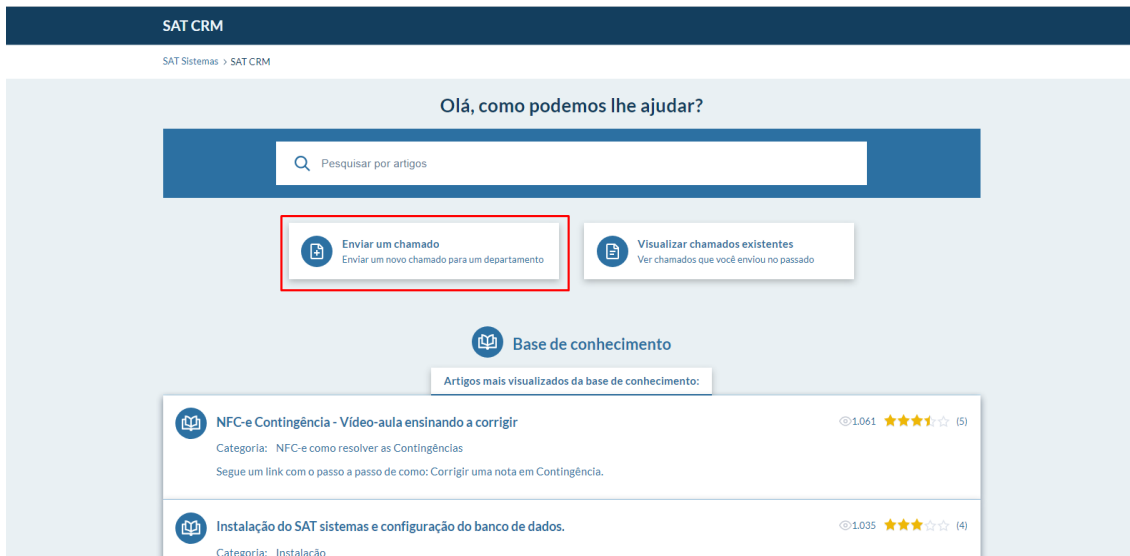 SAT CRM
SAT Sistemas > SAT CRM
Olá, como podemos lhe ajudar?
Pesquisar por artigos
Enviar um chamado
Enviar um novo chamado para um departamento
Visualizar chamados existentes
Ver chamados que você enviou no passado
Base de conhecimento
Artigos mais visualizados da base de conhecimento:
NFC-e Contingência - Vídeo-aula ensinando a corrigir 1.061 (5)
Categoria: NFC-e como resolver as Contingências
Segue um link com o passo a passo de como: Corrigir uma nota em Contingência.
Instalação do SAT sistemas e configuração do banco de dados. 1.035 (4)
Categoria: Instalação